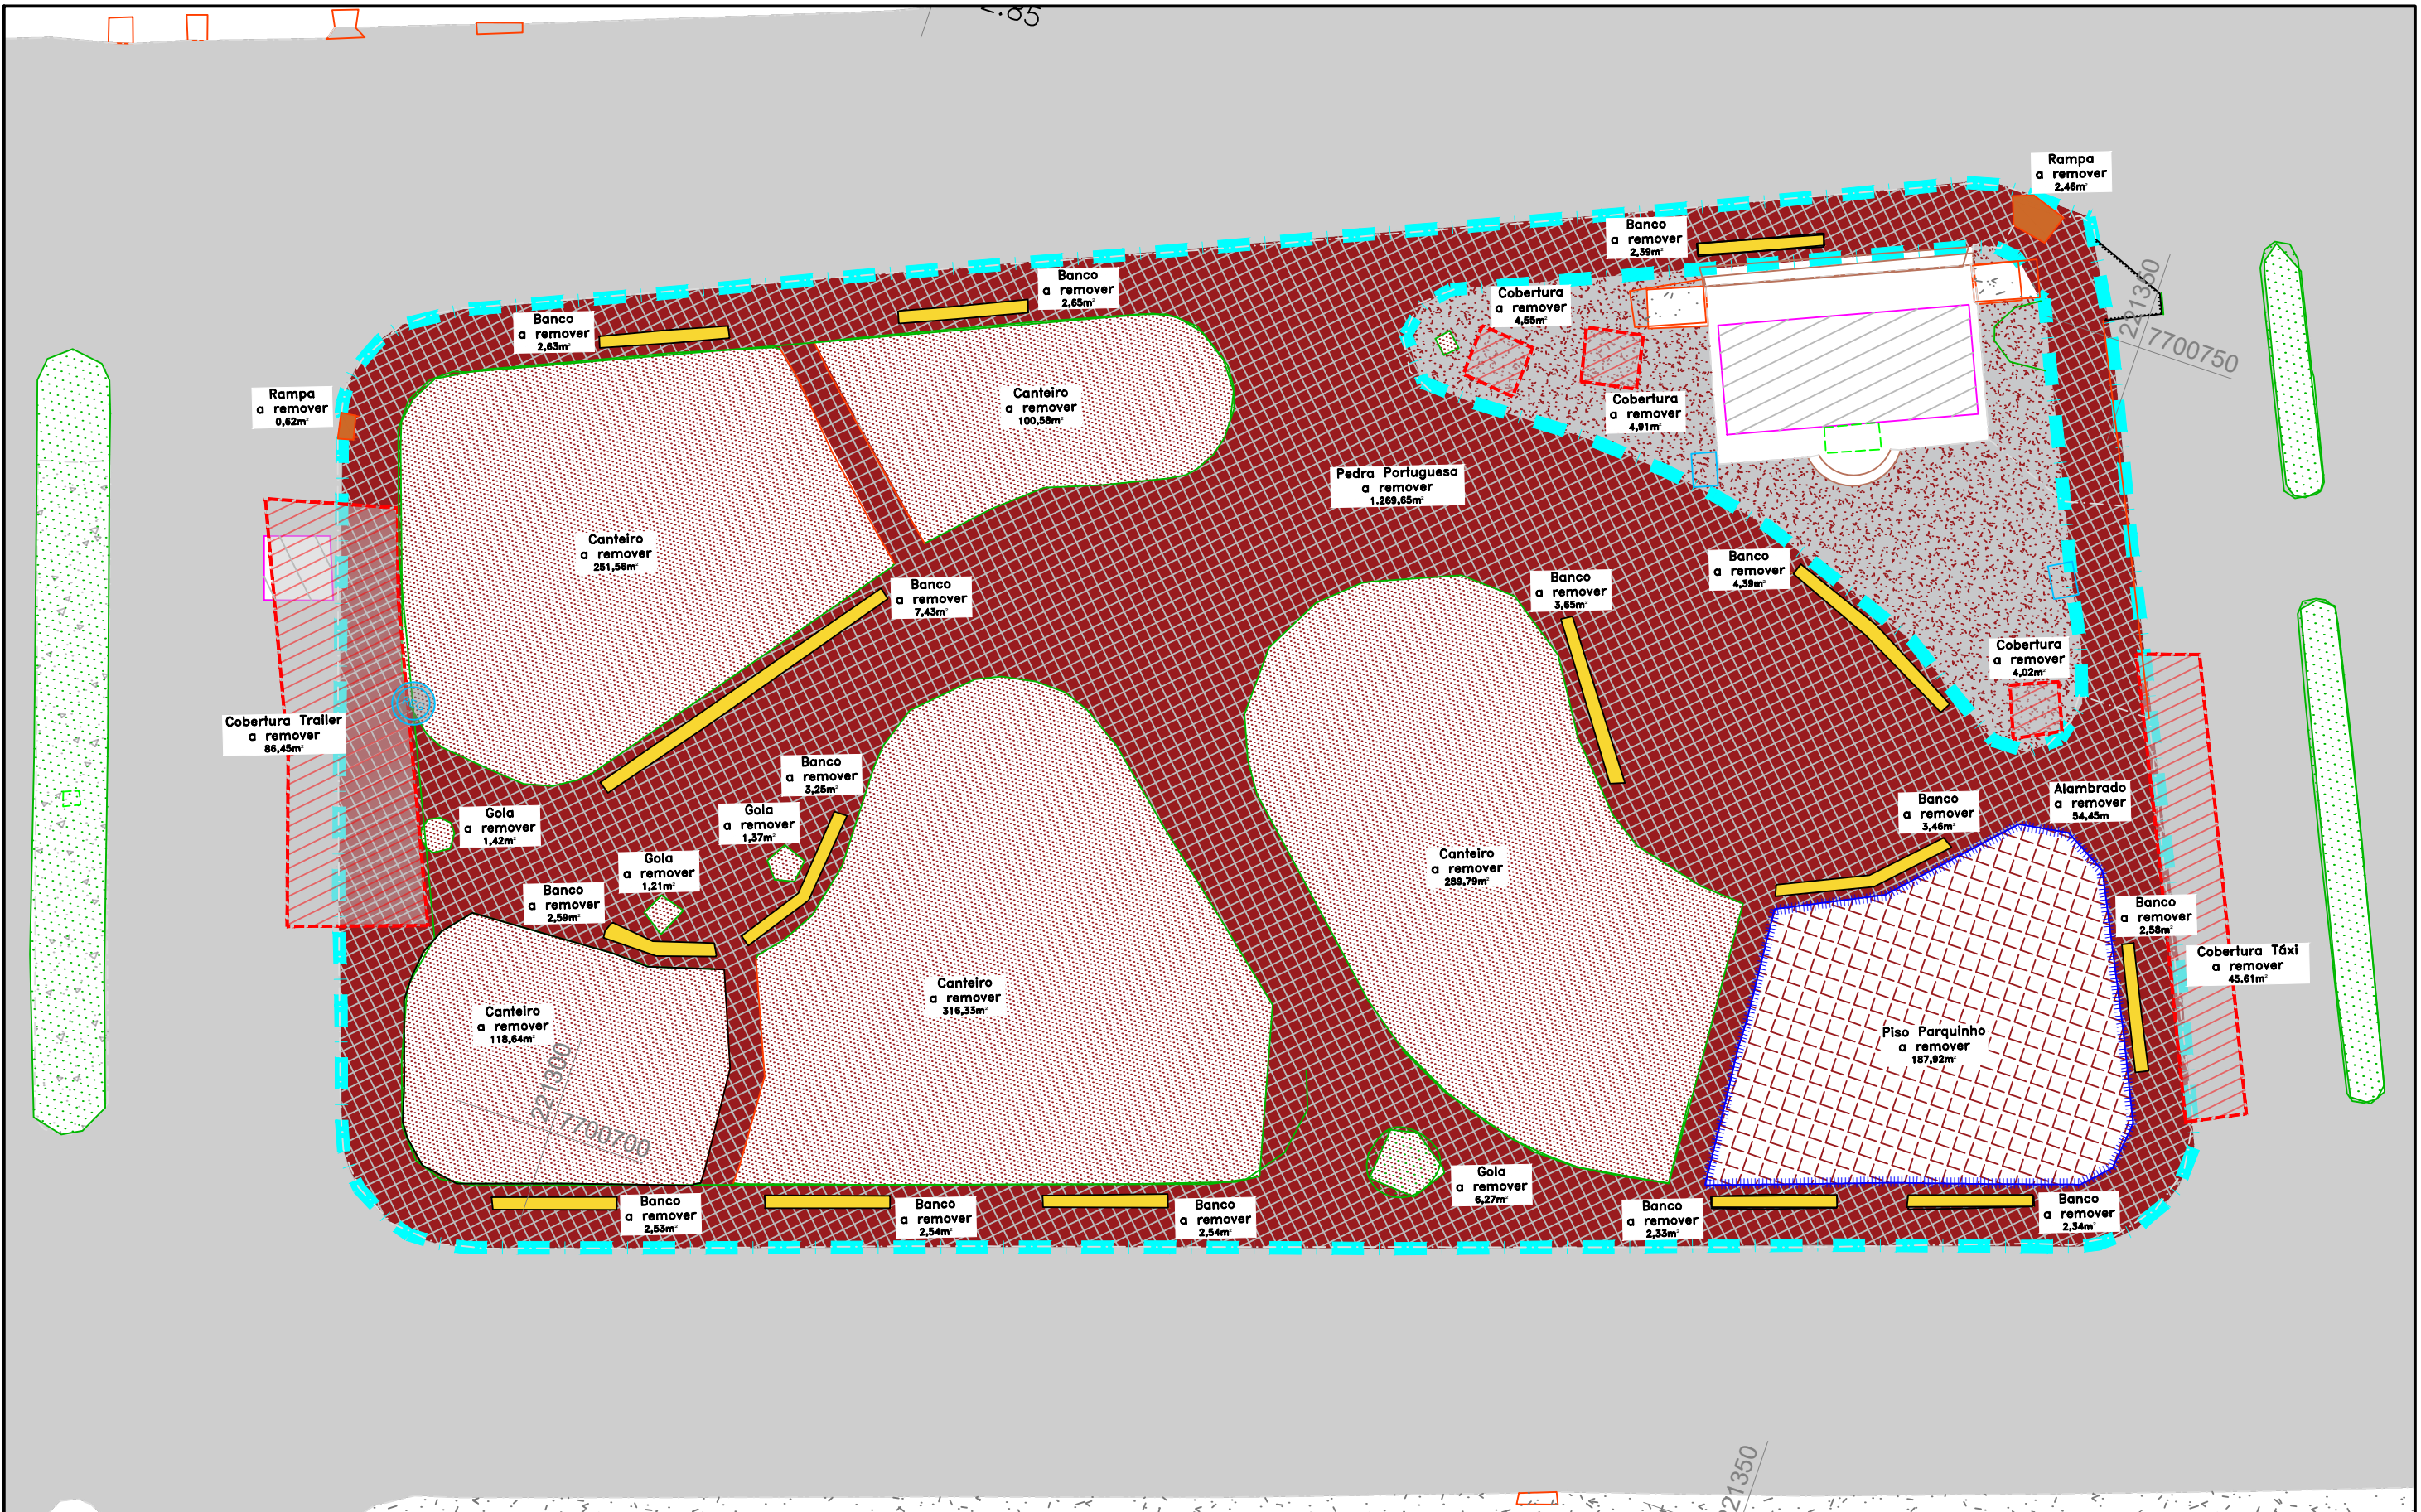 Rampa
a remover
2,46m²
Banco
a remover
2,39m²
Banco
a remover
2,65m²
Cobertura
a remover
4,55m²
Banco
a remover
2,63m²
221350
7700750
Rampa
a remover
0,62m²
Canteiro
a remover
100,58m²
Cobertura
a remover
4,91m²
Pedra Portuguesa
a remover
1.269,65m²
Canteiro
a remover
251,56m²
Banco
a remover
7,43m²
Banco
a remover
3,65m²
Banco
a remover
4,39m²
Cobertura
a remover
4,02m²
Cobertura Trailer
a remover
86,45m²
Banco
a remover
3,25m²
Gola
a remover
1,42m²
Gola
a remover
1,37m²
Gola
a remover
1,21m²
Banco
a remover
2,59m²
Canteiro
a remover
289,79m²
Banco
a remover
3,46m²
Alambrado
a remover
54,45m
Banco
a remover
2,58m²
Cobertura Táxi
a remover
45,61m²
Canteiro
a remover
118,64m²
Canteiro
a remover
316,33m²
Piso Parquinho
a remover
187,92m²
221300
7700700
Gola
a remover
6,27m²
Banco
a remover
2,53m²
Banco
a remover
2,54m²
Banco
a remover
2,54m²
Banco
a remover
2,33m²
Banco
a remover
2,34m²